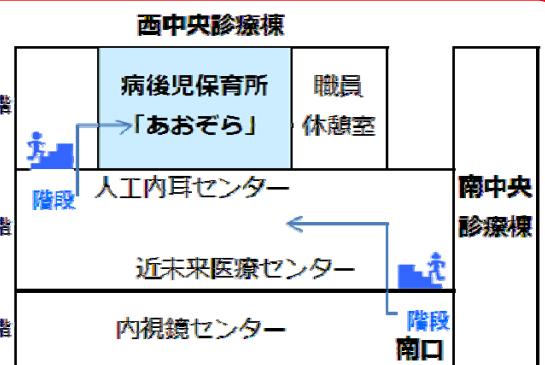 西中央診療棟
階
病後児保育所
「あおぞら」
職員
休憩室
階段
階
人工内耳センター
近未来医療センター
南中央
診療棟
階
内視鏡センター
階段
南口